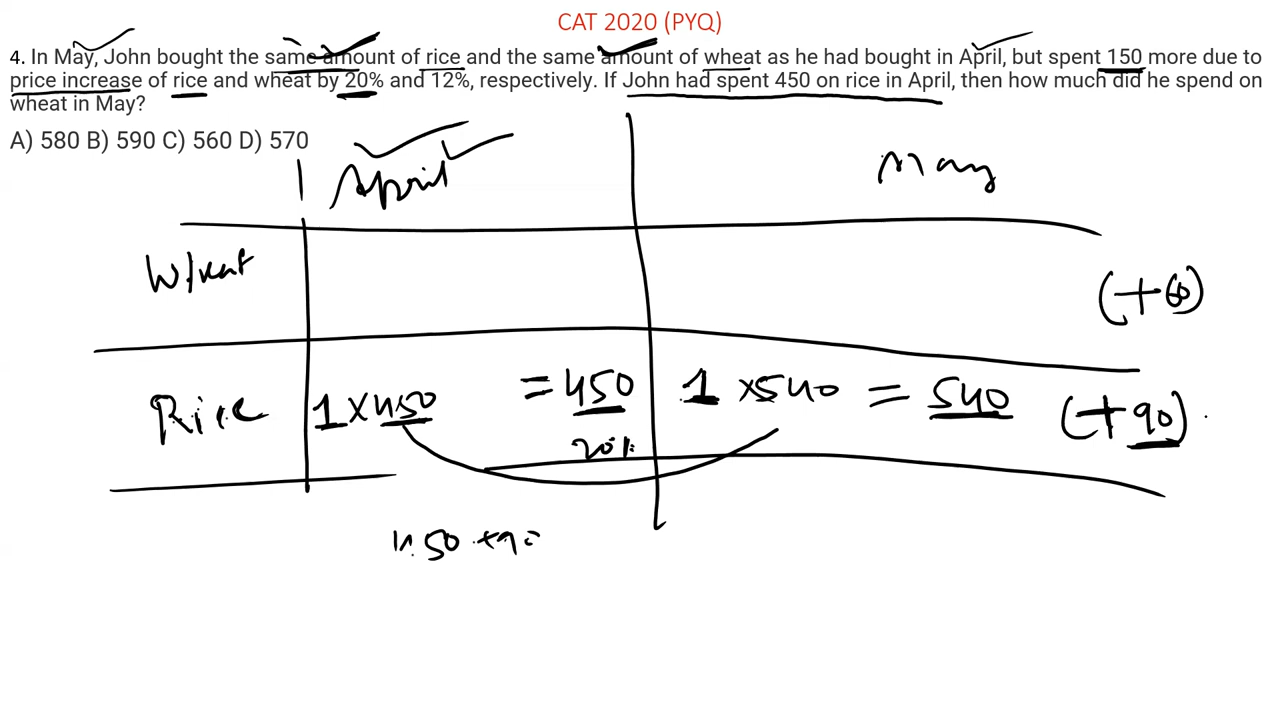 CAT 2020 (PYQ)
4. In May, John bought the same amount of rice and the same amount of wheat as he had bought in April, but spent 150 more due to
price increase of rice and wheat by 20% and 12%, respectively. If John had spent 450 on rice in April, then how much did he spend on
wheat in May?
A) 580 B) 590 C) 560 D) 570
April May
Wheat (+60)
Rice 1×450 =450 1×540 = 540 (+90)
20%
450 +90